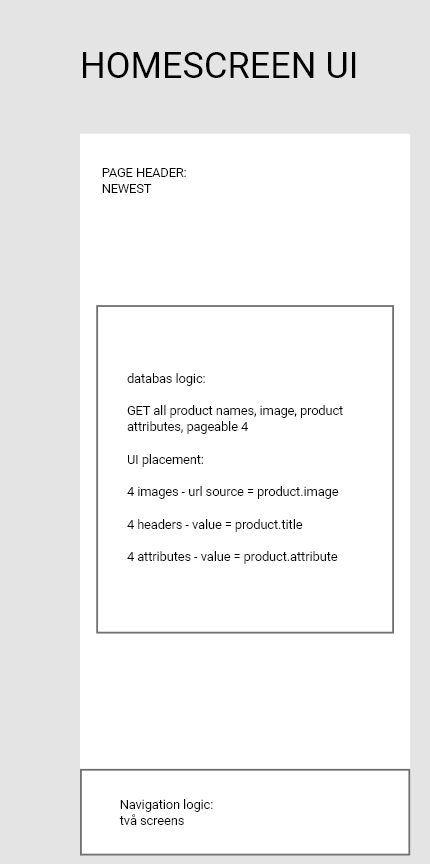 HOMESCREEN UI
PAGE HEADER:
NEWEST
databas logic:
GET all product names, image, product
attributes, pageable 4
UI placement:
4 images - url source = product.image
4 headers - value = product.title
4 attributes - value = product.attribute
Navigation logic:
två screens